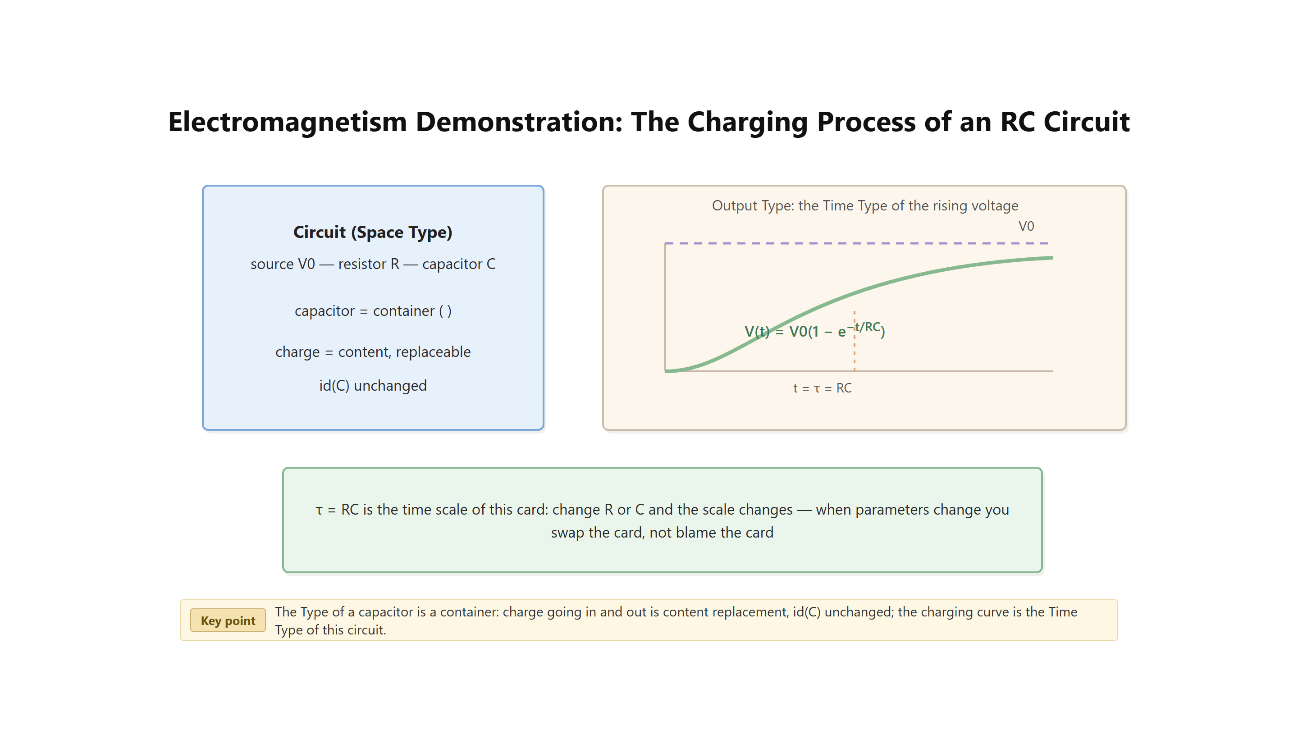 Electromagnetism Demonstration: The Charging Process of an RC Circuit
Circuit (Space Type)
source V0 — resistor R — capacitor C
capacitor = container ( )
charge = content, replaceable
id(C) unchanged
Output Type: the Time Type of the rising voltage
V0
V(t) = V0(1 − e−t/RC)
t = τ = RC
τ = RC is the time scale of this card: change R or C and the scale changes — when parameters change you
swap the card, not blame the card
Key point
The Type of a capacitor is a container: charge going in and out is content replacement, id(C) unchanged; the charging curve is the Time
Type of this circuit.